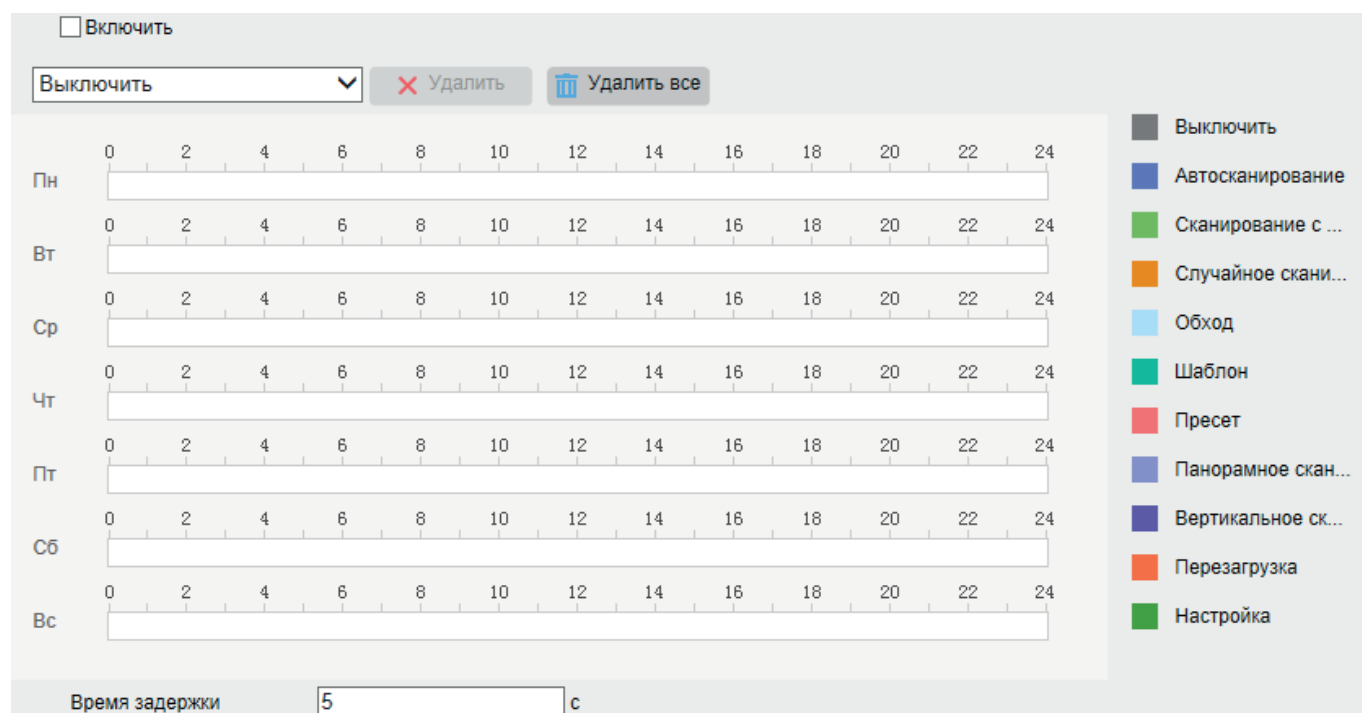 Включить
Выключить Удалить Удалить все
0 2 4 6 8 10 12 14 16 18 20 22 24
Пн
0 2 4 6 8 10 12 14 16 18 20 22 24
Вт
0 2 4 6 8 10 12 14 16 18 20 22 24
Ср
0 2 4 6 8 10 12 14 16 18 20 22 24
Чт
0 2 4 6 8 10 12 14 16 18 20 22 24
Пт
0 2 4 6 8 10 12 14 16 18 20 22 24
Сб
0 2 4 6 8 10 12 14 16 18 20 22 24
Вс
Выключить
Автосканирование
Сканирование с ...
Случайное скани...
Обход
Шаблон
Пресет
Панорамное скан...
Вертикальное ск...
Перезагрузка
Настройка
Время задержки 5 с